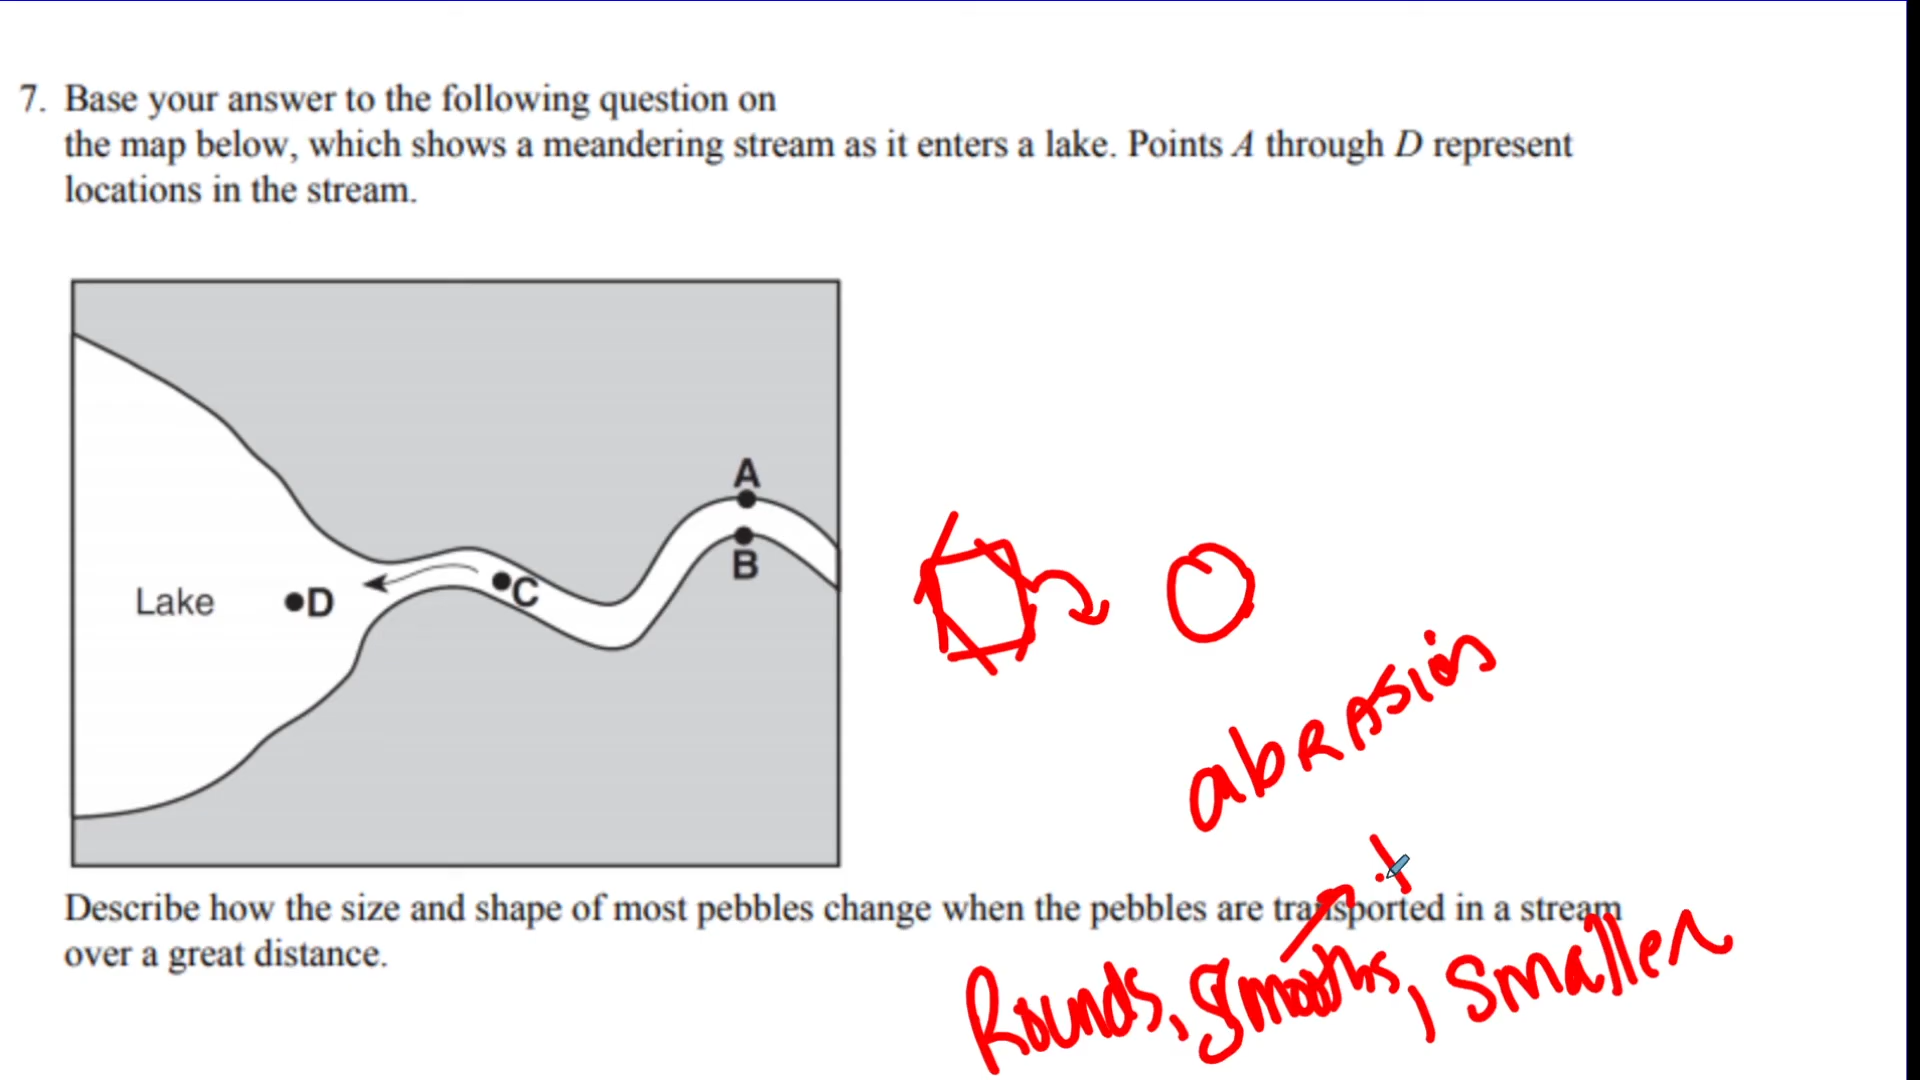 7. Base your answer to the following question on
the map below, which shows a meandering stream as it enters a lake. Points A through D represent
locations in the stream.
A
B
C
Lake
D
abRAsion
Describe how the size and shape of most pebbles change when the pebbles are transported in a stream
over a great distance.
Rounds, smooths, smaller